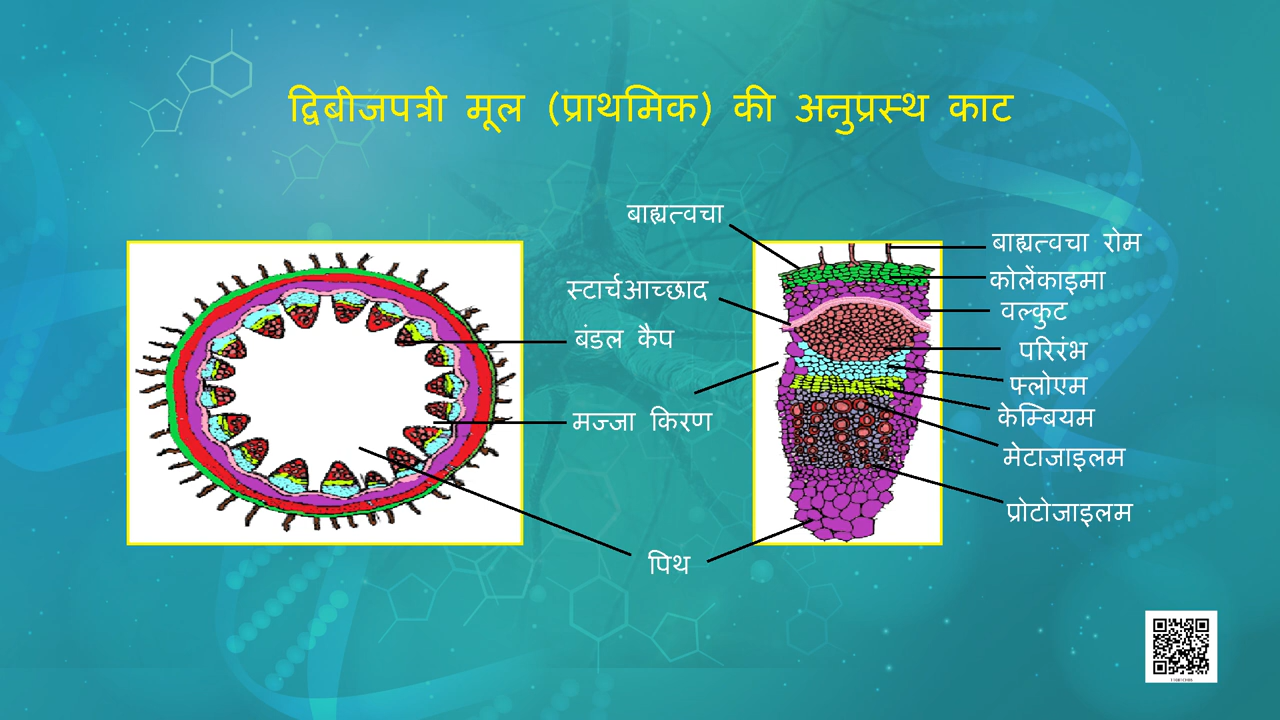 द्विबीजपत्री मूल (प्राथमिक) की अनुप्रस्थ काट
बाह्यत्वचा
बाह्यत्वचा रोम
कोलेंकाइमा
स्टार्चआच्छाद
वल्कुट
बंडल कैप
परिरंभ
फ्लोएम
केम्बियम
मज्जा किरण
मेटाजाइलम
प्रोटोजाइलम
पिथ